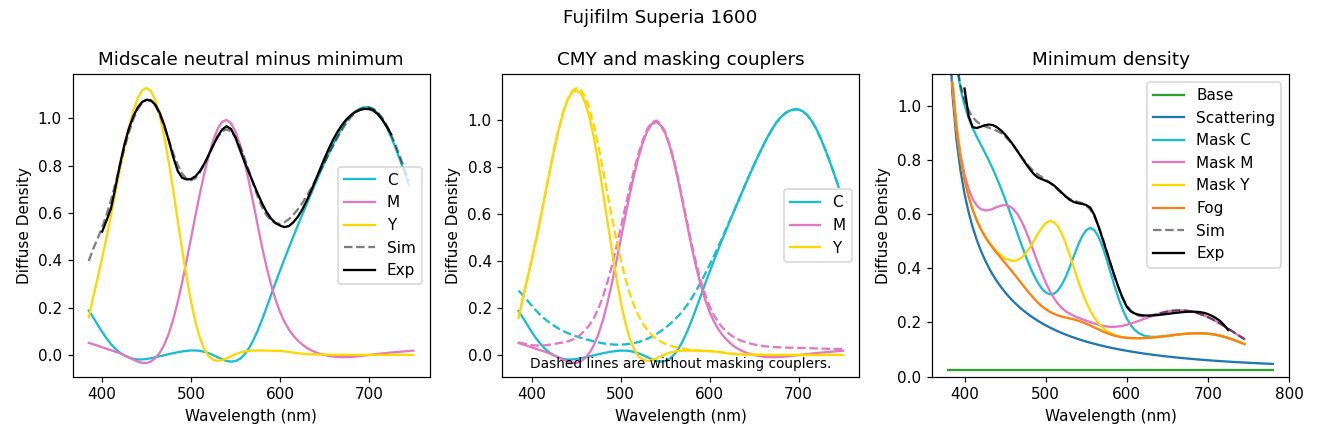 Fujifilm Superia 1600
Midscale neutral minus minimum
Diffuse Density
1.0
0.8
0.6
0.4
0.2
0.0
400
500
600
700
Wavelength (nm)
C
M
Y
Sim
Exp
CMY and masking couplers
Diffuse Density
1.0
0.8
0.6
0.4
0.2
0.0
400
500
600
700
Wavelength (nm)
C
M
Y
Dashed lines are without masking couplers.
Minimum density
Diffuse Density
1.0
0.8
0.6
0.4
0.2
0.0
400
500
600
700
800
Wavelength (nm)
Base
Scattering
Mask C
Mask M
Mask Y
Fog
Sim
Exp